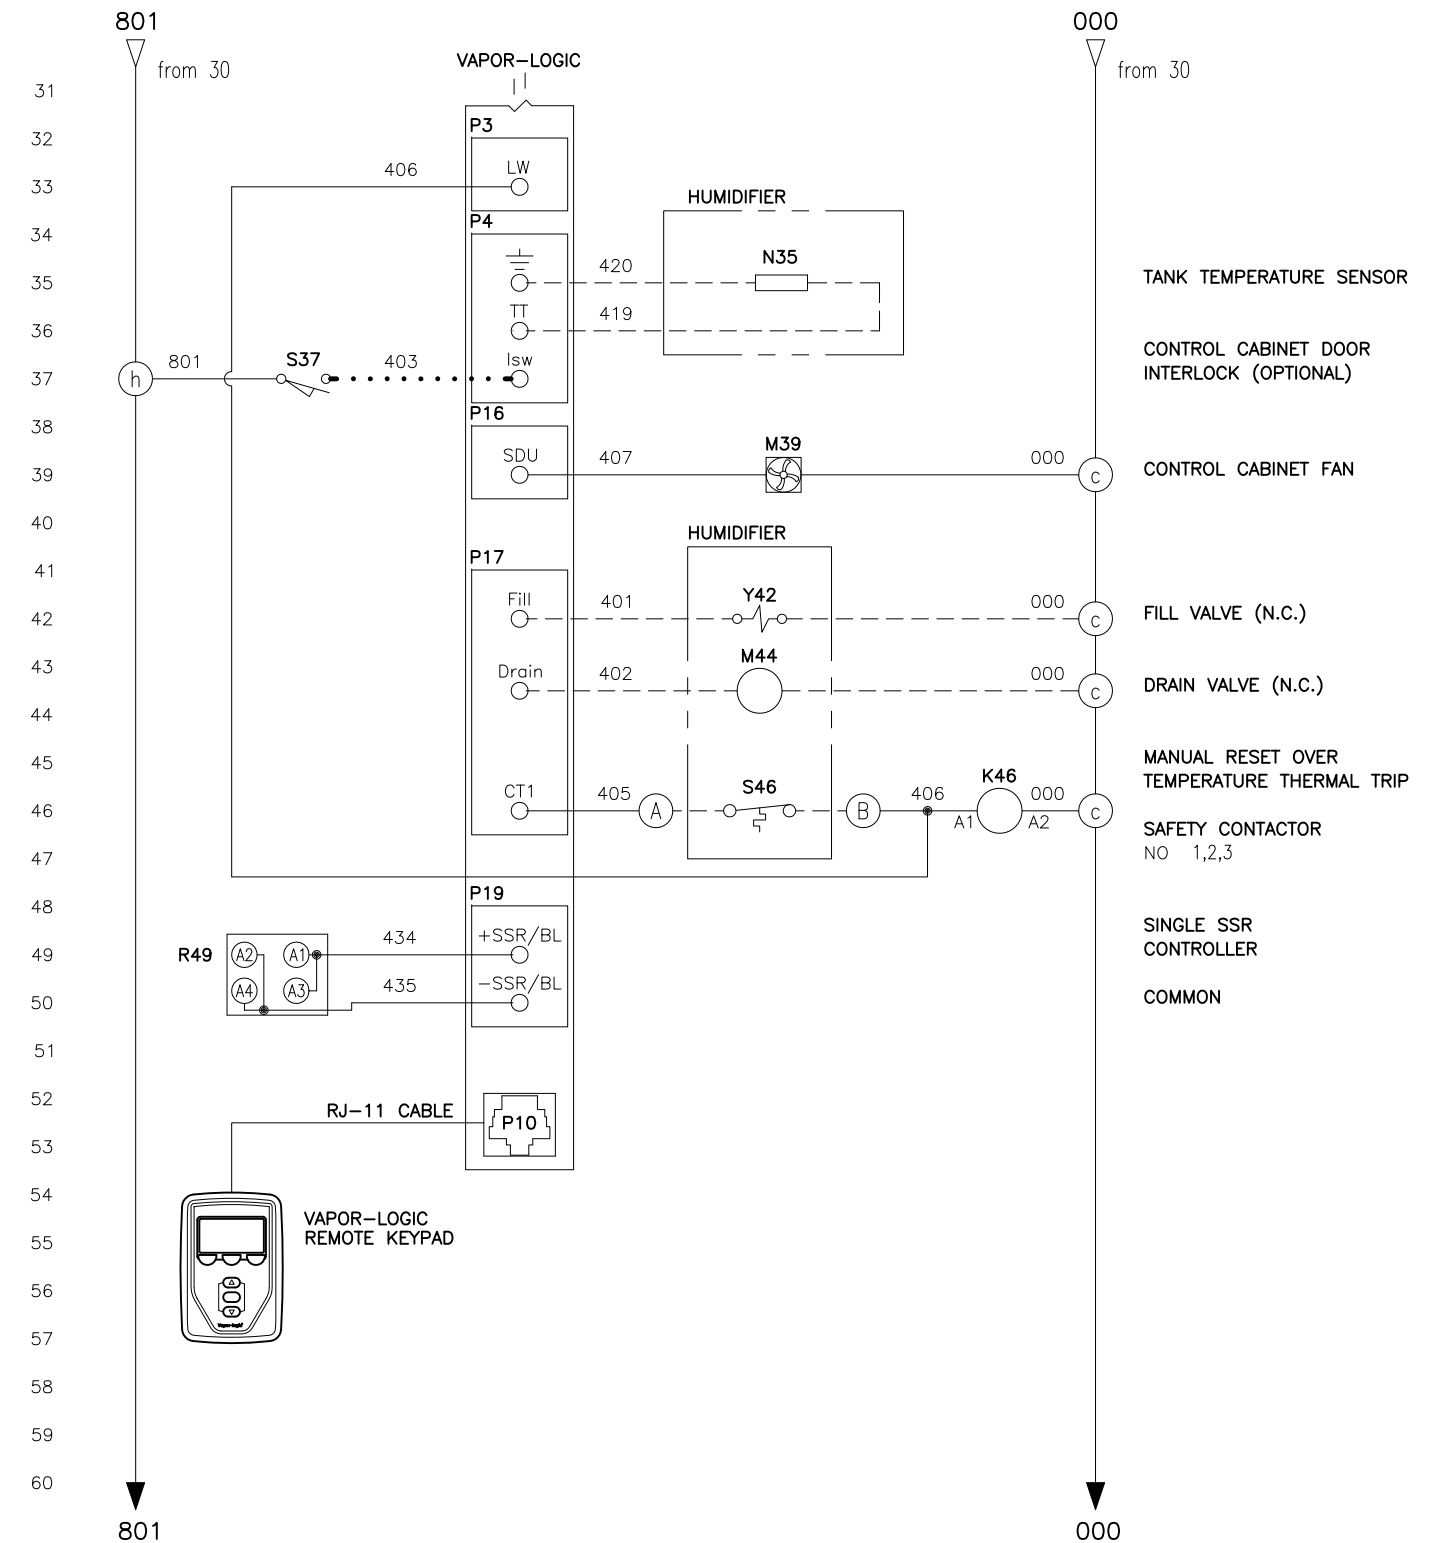 801
000
from 30
from 30
VAPOR-LOGIC
31
P3
32
LW
406
33
HUMIDIFIER
P4
34
N35
420
TANK TEMPERATURE SENSOR
35
TT
419
36
CONTROL CABINET DOOR
INTERLOCK (OPTIONAL)
801
S37
403
Isw
h
37
P16
38
M39
SDU
407
000
CONTROL CABINET FAN
39
c
40
HUMIDIFIER
P17
41
Y42
Fill
401
000
FILL VALVE (N.C.)
42
c
M44
43
Drain
402
000
DRAIN VALVE (N.C.)
c
44
45
MANUAL RESET OVER
TEMPERATURE THERMAL TRIP
K46
S46
CT1
405
406
000
46
A
B
A1
A2
c
SAFETY CONTACTOR
NO 1,2,3
47
P19
48
SINGLE SSR
CONTROLLER
434
+SSR/BL
R49
A2
A1
49
435
-SSR/BL
A4
A3
COMMON
50
51
52
RJ-11 CABLE
P10
53
54
VAPOR-LOGIC
REMOTE KEYPAD
55
56
Vapor-logic
57
58
59
60
801
000